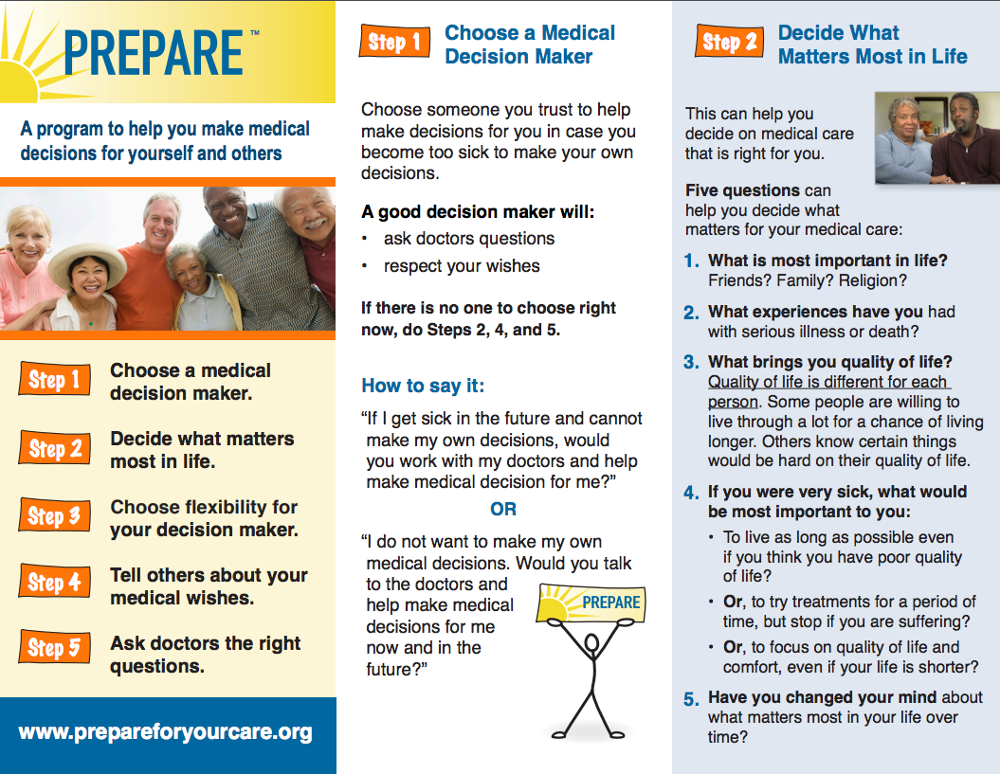 PREPARE™
A program to help you make medical
decisions for yourself and others
Step 1
Choose a medical
decision maker.
Step 2
Decide what matters
most in life.
Step 3
Choose flexibility for
your decision maker.
Step 4
Tell others about your
medical wishes.
Step 5
Ask doctors the right
questions.
www.prepareforyourcare.org
Step 1
Choose a Medical
Decision Maker
Choose someone you trust to help
make decisions for you in case you
become too sick to make your own
decisions.
A good decision maker will:
• ask doctors questions
• respect your wishes
If there is no one to choose right
now, do Steps 2, 4, and 5.
How to say it:
“If I get sick in the future and cannot
make my own decisions, would
you work with my doctors and help
make medical decision for me?”
OR
“I do not want to make my own
medical decisions. Would you talk
to the doctors and
help make medical
decisions for me
now and in the
future?”
PREPARE
Step 2
Decide What
Matters Most in Life
This can help you
decide on medical care
that is right for you.
Five questions can
help you decide what
matters for your medical care:
1. What is most important in life?
Friends? Family? Religion?
2. What experiences have you had
with serious illness or death?
3. What brings you quality of life?
Quality of life is different for each
person. Some people are willing to
live through a lot for a chance of living
longer. Others know certain things
would be hard on their quality of life.
4. If you were very sick, what would
be most important to you:
• To live as long as possible even
if you think you have poor quality
of life?
• Or, to try treatments for a period of
time, but stop if you are suffering?
• Or, to focus on quality of life and
comfort, even if your life is shorter?
5. Have you changed your mind about
what matters most in your life over
time?